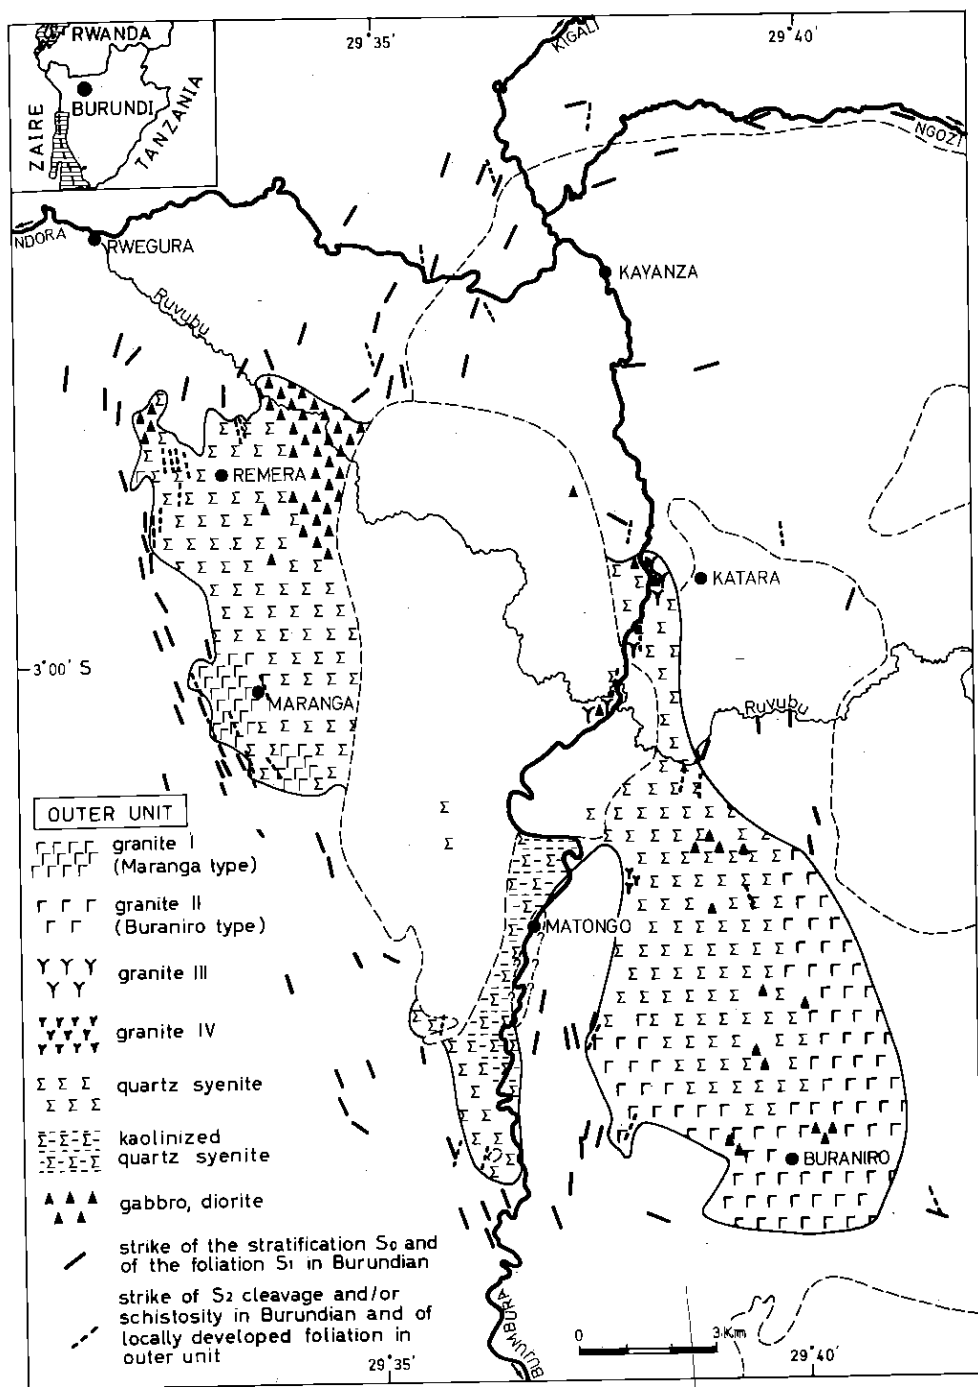 RWANDA
BURUNDI
ZAIRE
TANZANIA
29°35'
KIGALI
29°40'
NGOZI
NDORA
RWEGURA
KAYANZA
Ruvubu
REMERA
KATARA
3°00' S
MARANGA
Ruvubu
OUTER UNIT
granite I
(Maranga type)
granite II
(Buraniro type)
granite III
granite IV
quartz syenite
kaolinized
quartz syenite
gabbro, diorite
strike of the stratification S0 and
of the foliation S1 in Burundian
strike of S2 cleavage and/or
schistosity in Burundian and of
locally developed foliation in
outer unit
MATONGO
BURANIRO
BUJUMBURA
0 3 Km
29°35'
29°40'